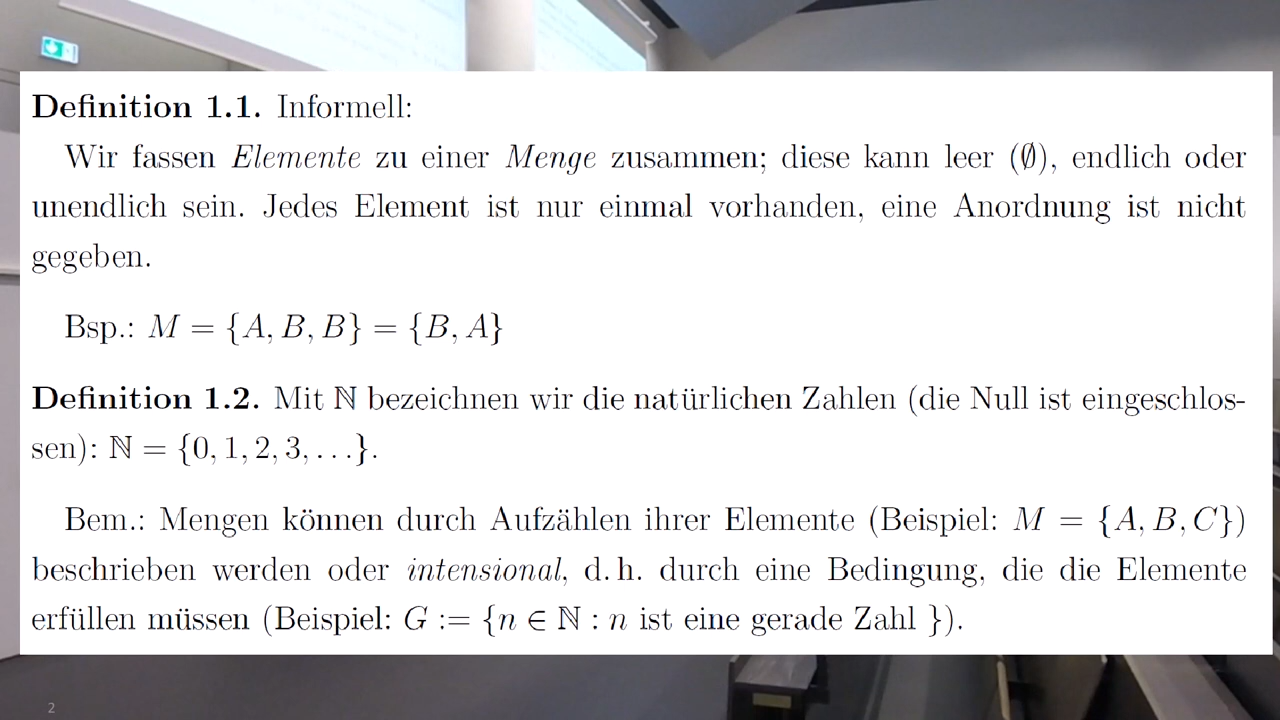 Definition 1.1. Informell:
Wir fassen Elemente zu einer Menge zusammen; diese kann leer (∅), endlich oder
unendlich sein. Jedes Element ist nur einmal vorhanden, eine Anordnung ist nicht
gegeben.
Bsp.: M = {A, B, B} = {B, A}
Definition 1.2. Mit ℕ bezeichnen wir die natürlichen Zahlen (die Null ist eingeschlos-
sen): ℕ = {0, 1, 2, 3, . . .}.
Bem.: Mengen können durch Aufzählen ihrer Elemente (Beispiel: M = {A, B, C})
beschrieben werden oder intensional, d. h. durch eine Bedingung, die die Elemente
erfüllen müssen (Beispiel: G := {n ∈ ℕ : n ist eine gerade Zahl }).
2